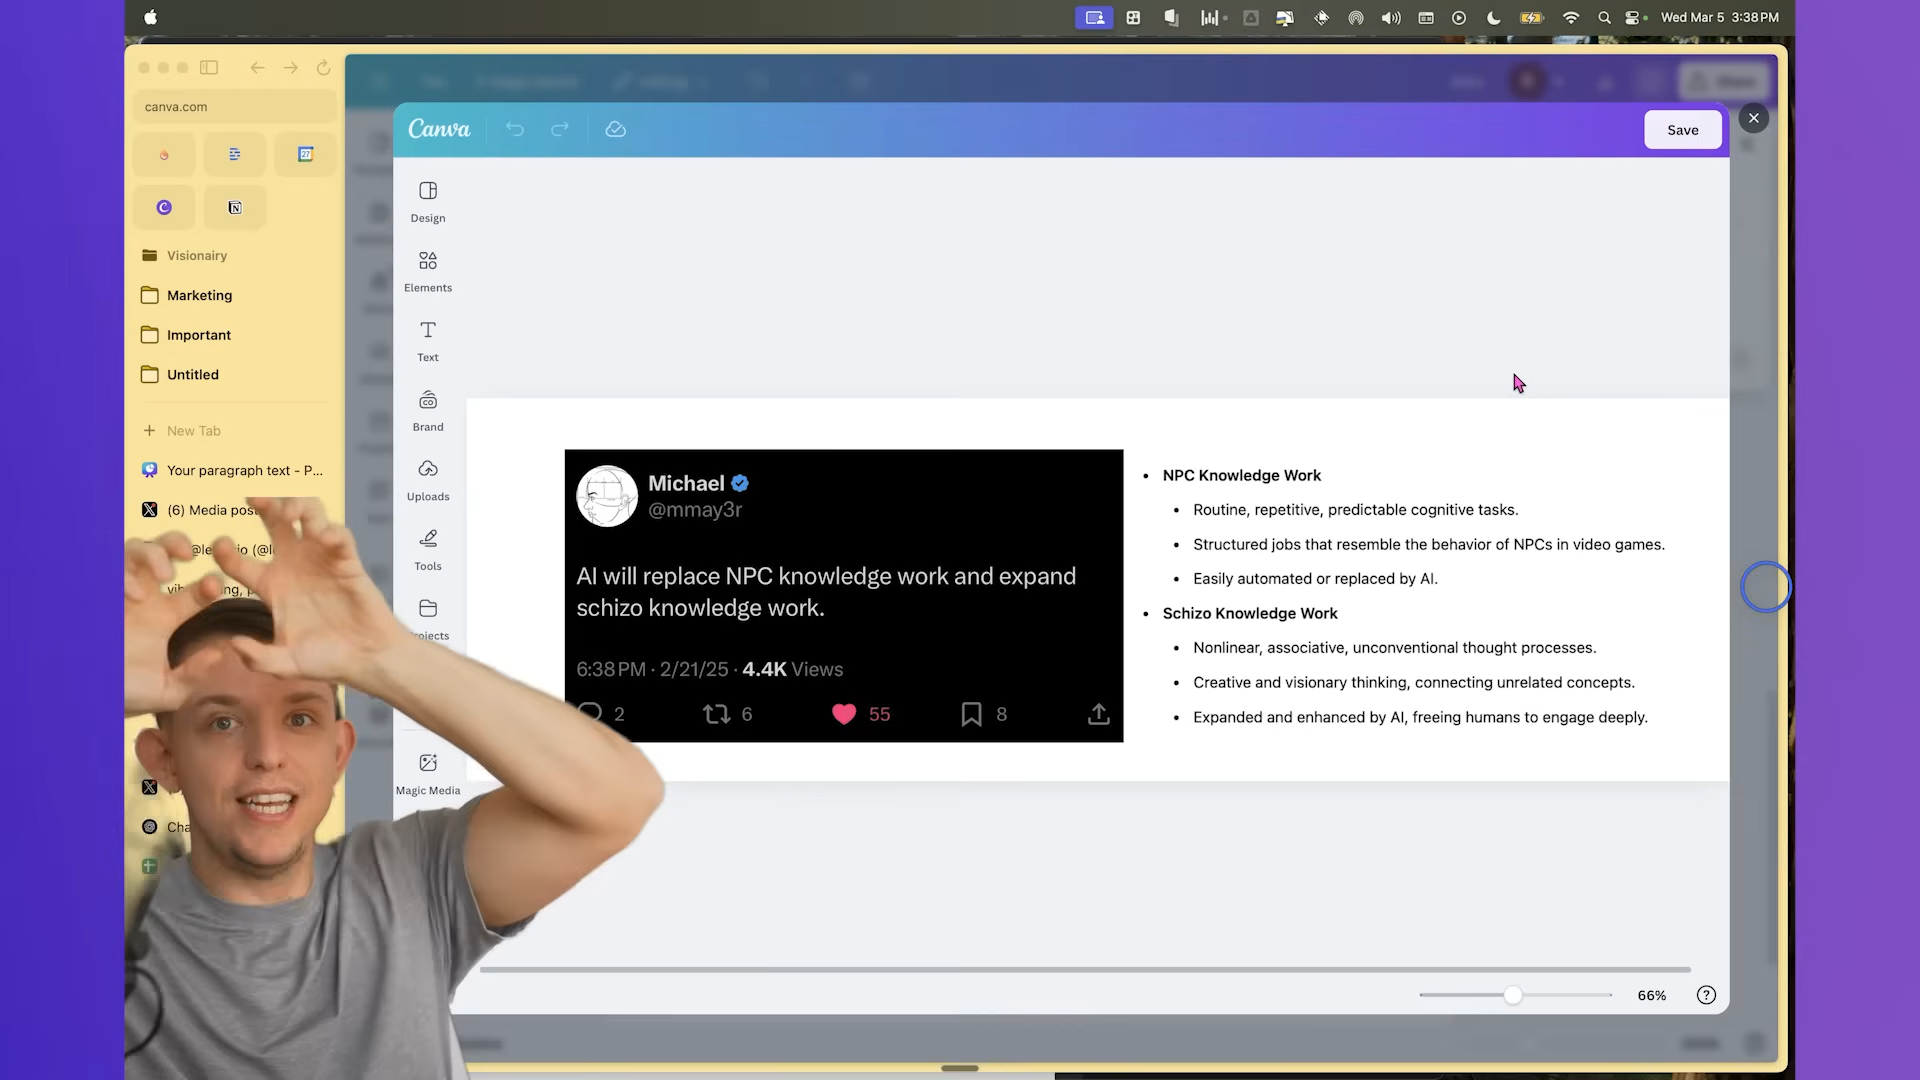 Wed Mar 5 3:38 PM
canva.com
27
Visionairy
Marketing
Important
Untitled
New Tab
Your paragraph text - P...
(6) Media post
Canva
Save
Design
Elements
Text
Brand
Uploads
Tools
Magic Media
Michael
@mmay3r
AI will replace NPC knowledge work and expand
schizo knowledge work.
6:38 PM · 2/21/25 · 4.4K Views
2
6
55
8
• NPC Knowledge Work
• Routine, repetitive, predictable cognitive tasks.
• Structured jobs that resemble the behavior of NPCs in video games.
• Easily automated or replaced by AI.
• Schizo Knowledge Work
• Nonlinear, associative, unconventional thought processes.
• Creative and visionary thinking, connecting unrelated concepts.
• Expanded and enhanced by AI, freeing humans to engage deeply.
66%
?